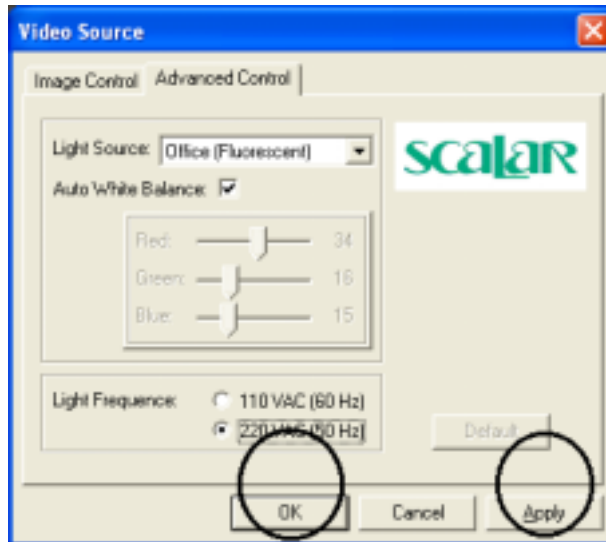 Video Source
Image Control Advanced Control
Light Source: Office (Fluorescent)
scalar
Auto White Balance:
Red: 34
Green: 16
Blue: 15
Light Frequence: 110 VAC (60 Hz)
220 VAC (50 Hz)
Default
OK Cancel Apply